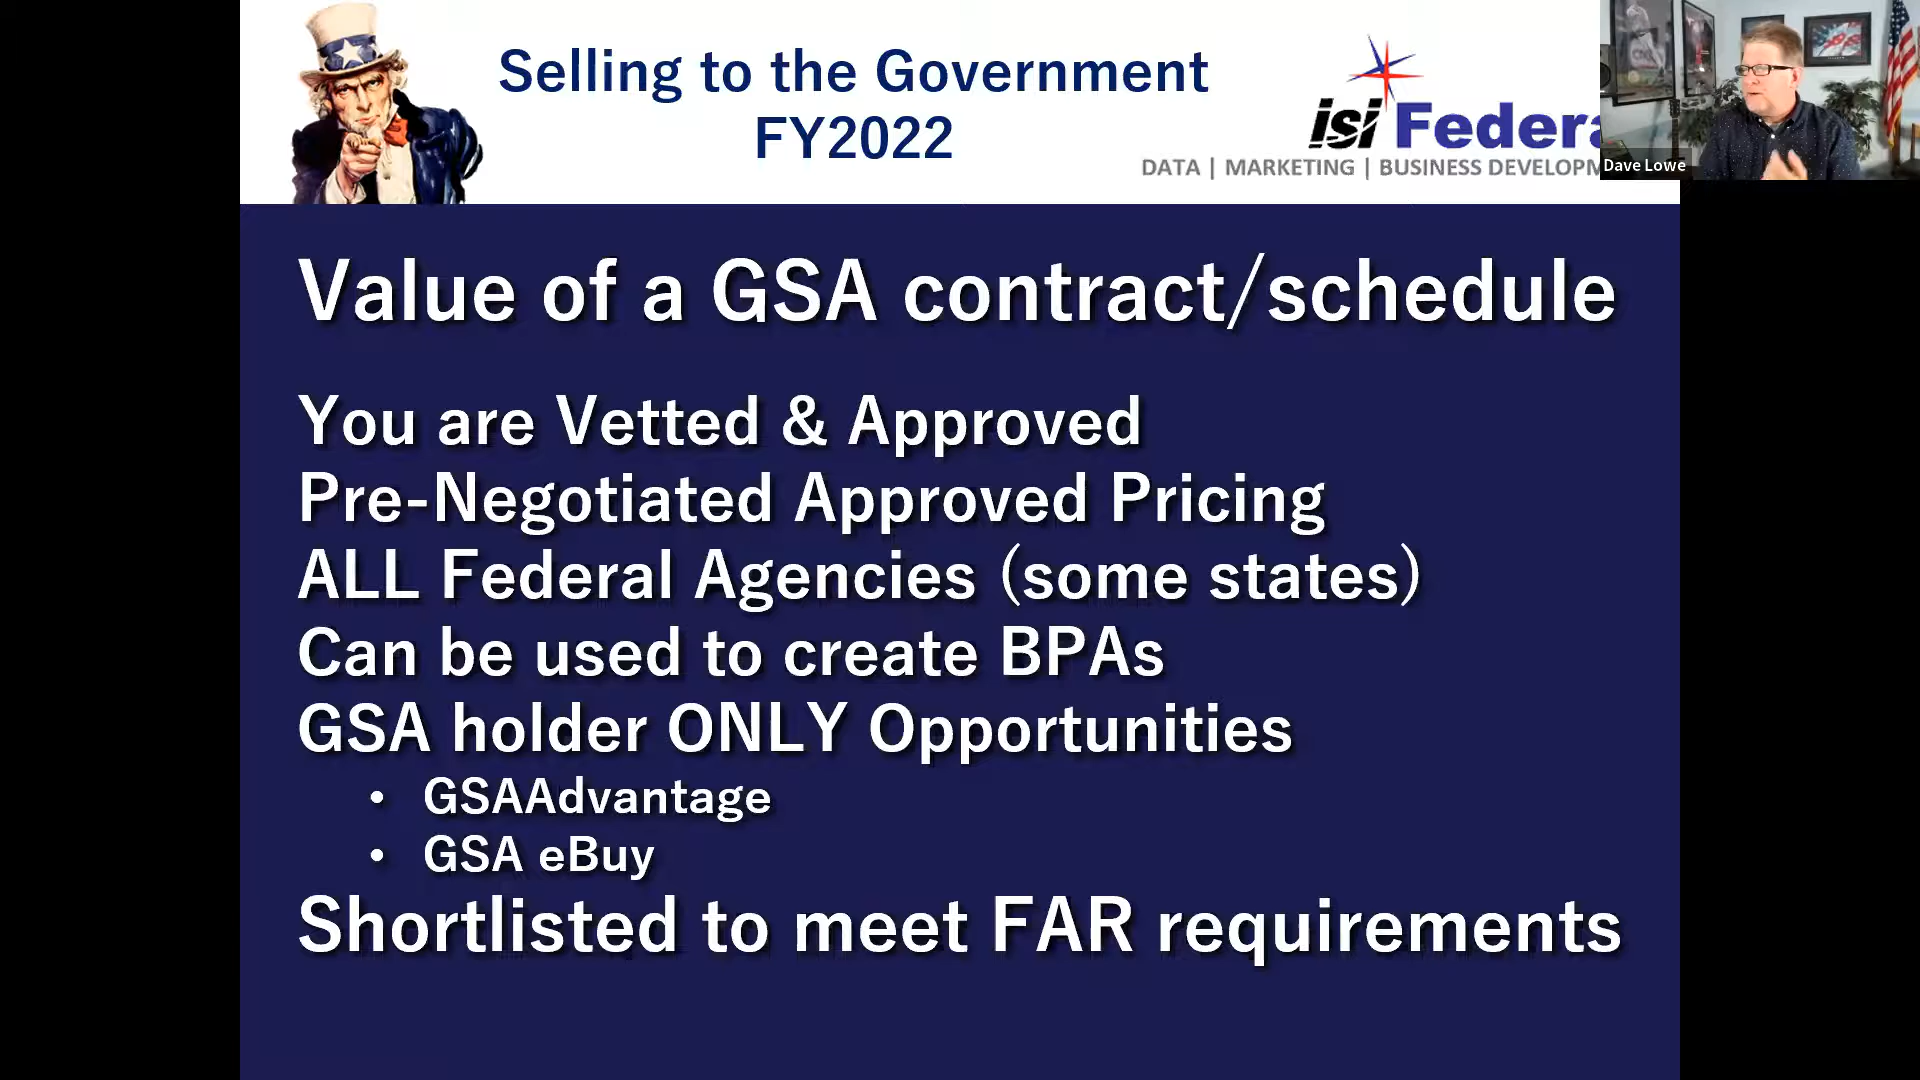 Selling to the Government
FY2022
isi Federa
DATA | MARKETING | BUSINESS DEVELOPM
Dave Lowe
Value of a GSA contract/schedule
You are Vetted & Approved
Pre-Negotiated Approved Pricing
ALL Federal Agencies (some states)
Can be used to create BPAs
GSA holder ONLY Opportunities
• GSAAdvantage
• GSA eBuy
Shortlisted to meet FAR requirements